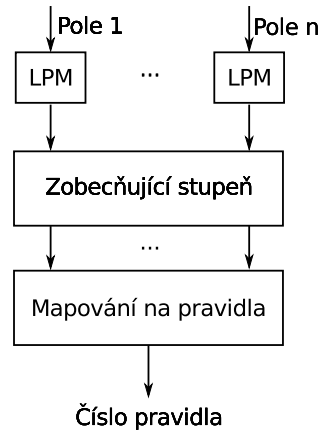 Pole 1
Pole n
LPM
...
LPM
Zobecňující stupeň
...
Mapování na pravidla
Číslo pravidla